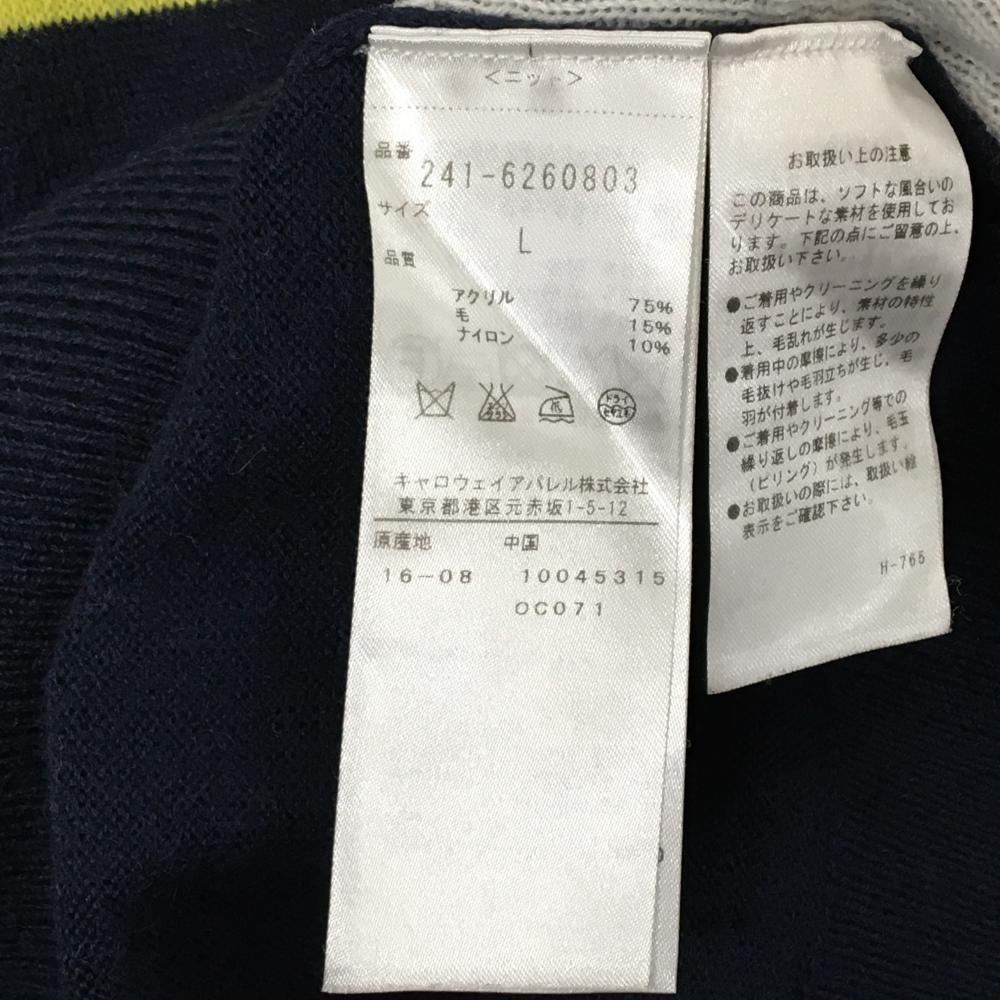 <ニット>
品番
241-6260803
サイズ
L
品質
アクリル 75%
毛 15%
ナイロン 10%
低
ドライ
キャロウェイアパレル株式会社
東京都港区元赤坂1-5-12
原産地 中国
16-08 10045315
OC071
お取扱い上の注意
この商品は、ソフトな風合いの
デリケートな素材を使用してお
ります。下記の点にご留意の上、
お取扱い下さい。
●ご着用やクリーニングを繰り
返すことにより、素材の特性
上、毛乱れが生じます。
●着用中の摩擦により、多少の
毛抜けや毛羽立ちが生じ、毛
羽が付着します。
●ご着用やクリーニング等での
繰り返しの摩擦により、毛玉
(ピリング)が発生します。
●お取扱いの際には、取扱い絵
表示をご確認下さい。
H-765